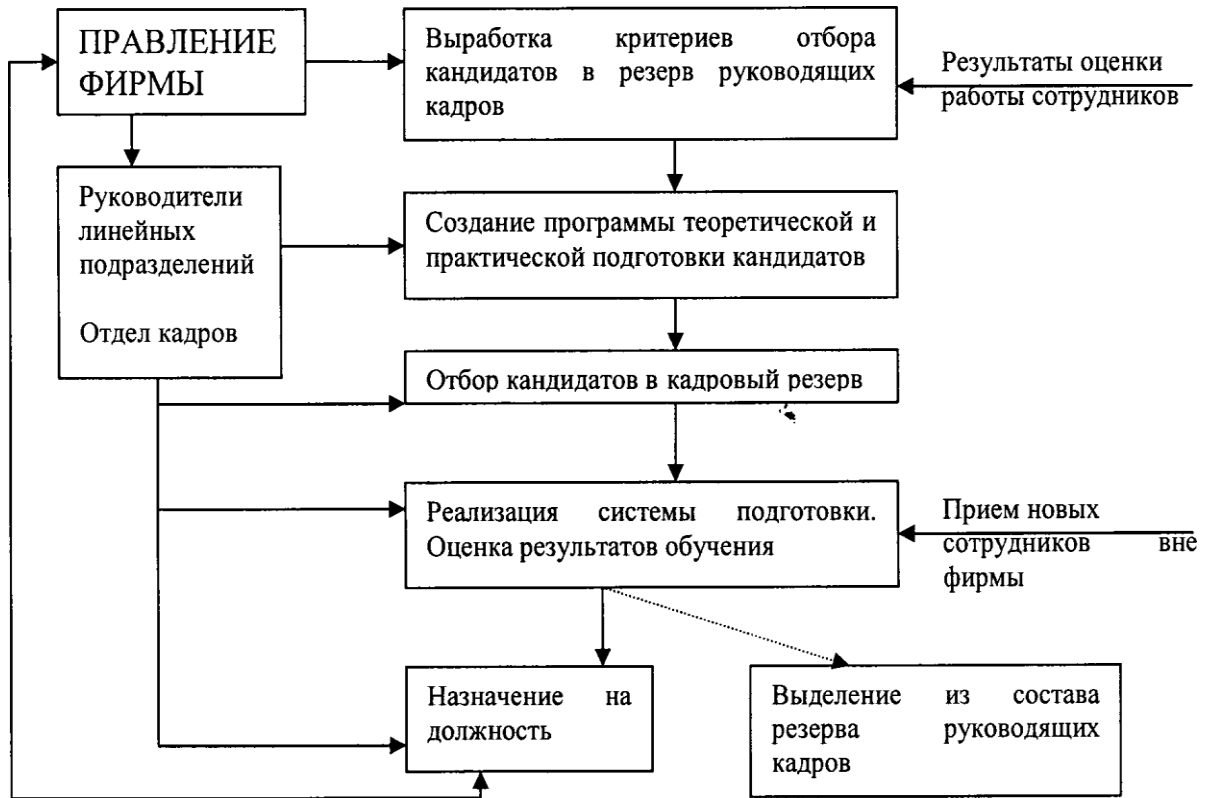 ПРАВЛЕНИЕ
ФИРМЫ
Выработка критериев отбора
кандидатов в резерв руководящих
кадров
Результаты оценки
работы сотрудников
Руководители
линейных
подразделений
Отдел кадров
Создание программы теоретической и
практической подготовки кандидатов
Отбор кандидатов в кадровый резерв
Реализация системы подготовки.
Оценка результатов обучения
Прием новых
сотрудников вне
фирмы
Назначение на
должность
Выделение из состава
резерва руководящих
кадров